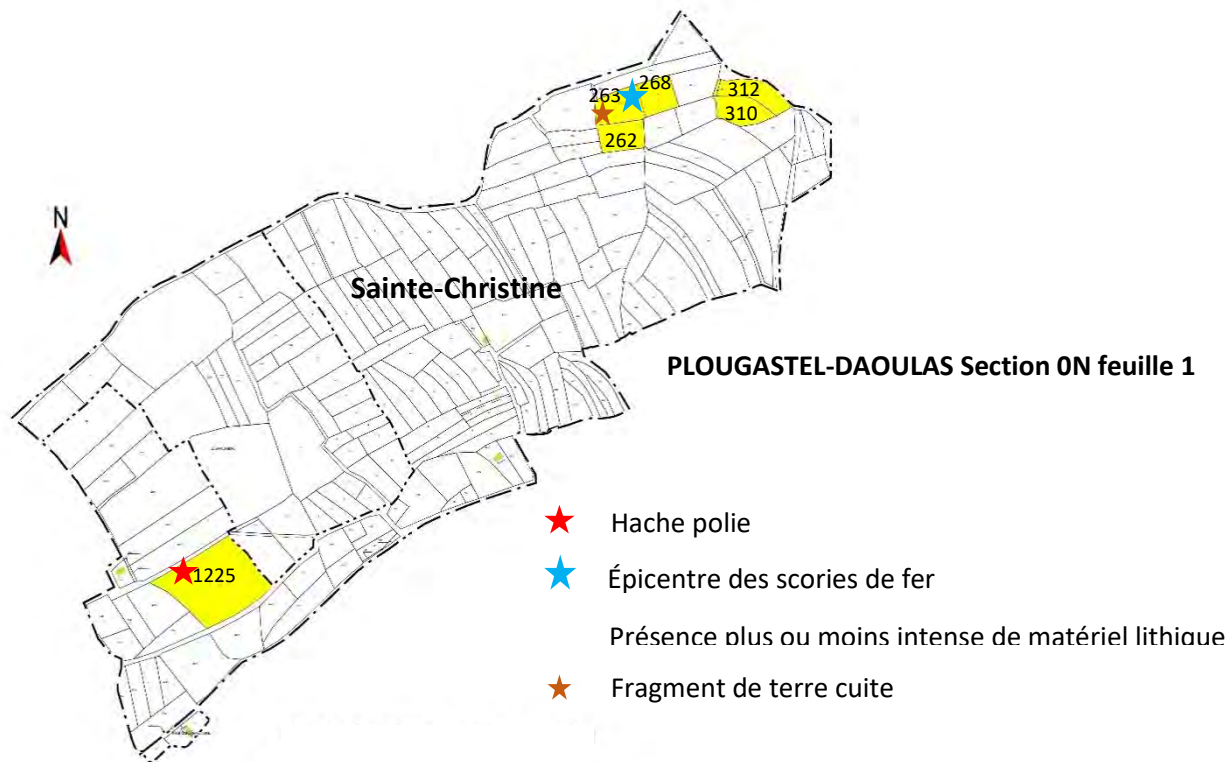 268
263
312
310
262
N
Sainte-Christine
PLOUGASTEL-DAOULAS Section 0N feuille 1
Hache polie
1225
Épicentre des scories de fer
Présence plus ou moins intense de matériel lithique
Fragment de terre cuite